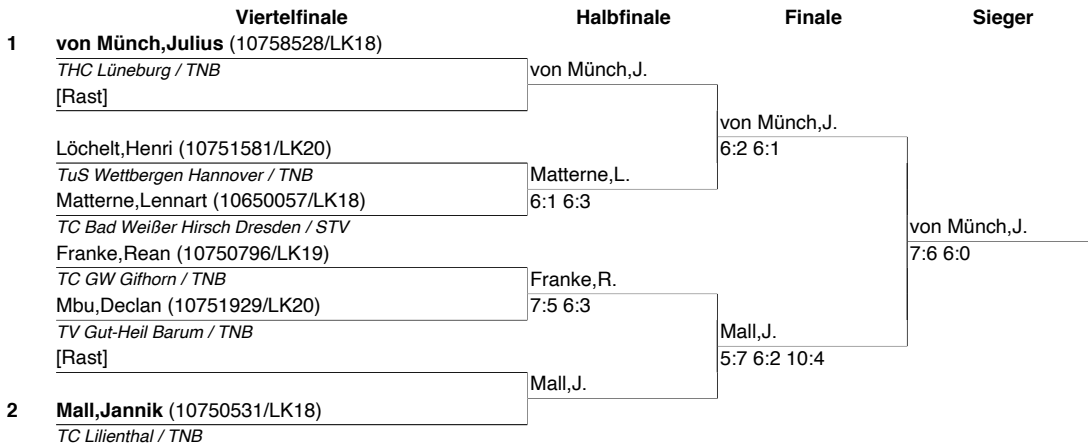 Viertelfinale Halbfinale Finale Sieger
1 von Münch,Julius (10758528/LK18)
THC Lüneburg / TNB von Münch,J.
[Rast]
von Münch,J.
Löchelt,Henri (10751581/LK20) 6:2 6:1
TuS Wettbergen Hannover / TNB Matterne,L.
Matterne,Lennart (10650057/LK18) 6:1 6:3
TC Bad Weißer Hirsch Dresden / STV von Münch,J.
Franke,Rean (10750796/LK19) 7:6 6:0
TC GW Gifhorn / TNB Franke,R.
Mbu,Declan (10751929/LK20) 7:5 6:3
TV Gut-Heil Barum / TNB Mall,J.
[Rast] 5:7 6:2 10:4
Mall,J.
2 Mall,Jannik (10750531/LK18)
TC Lilienthal / TNB